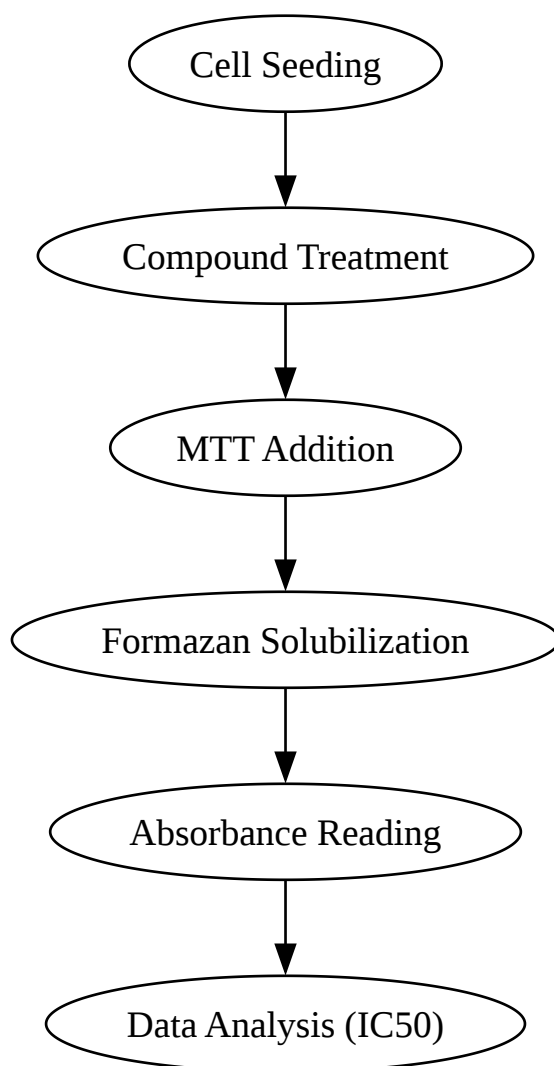 Cell Seeding
Compound Treatment
MTT Addition
Formazan Solubilization
Absorbance Reading
Data Analysis (IC50)